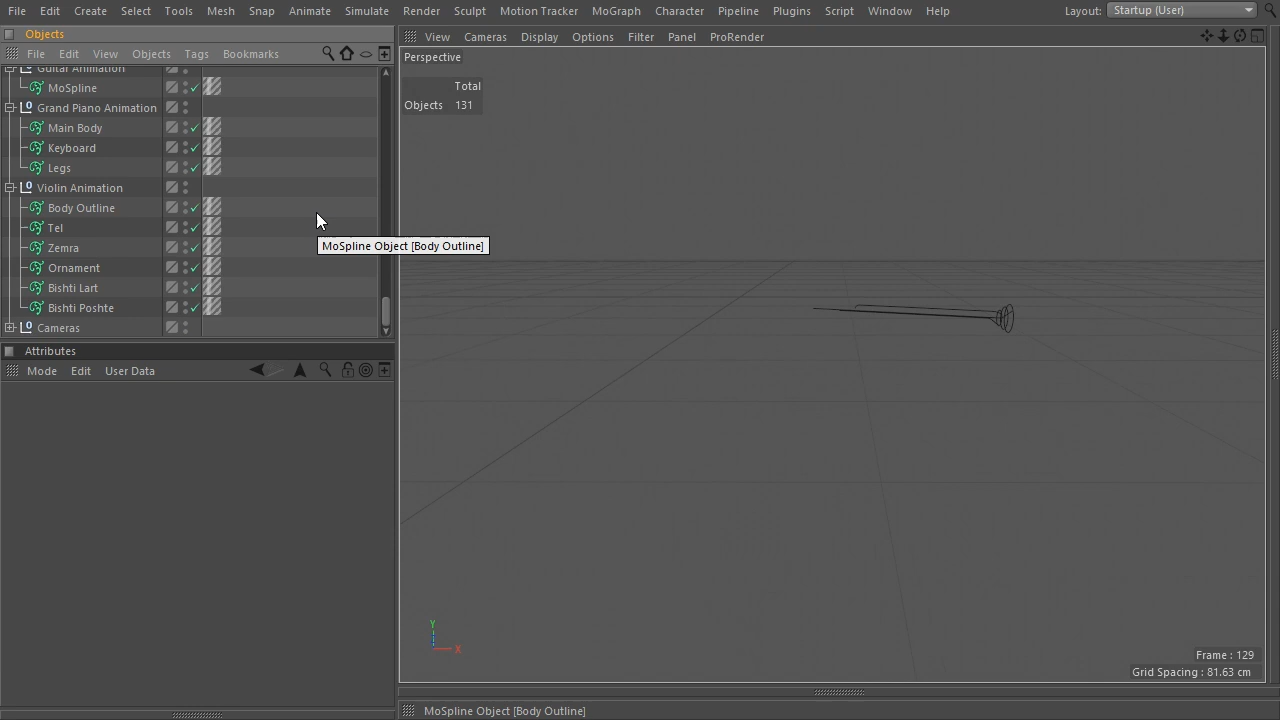 File Edit Create Select Tools Mesh Snap Animate Simulate Render Sculpt Motion Tracker MoGraph Character Pipeline Plugins Script Window Help Layout: Startup (User)
Objects
File Edit View Objects Tags Bookmarks
Guitar Animation
MoSpline
Grand Piano Animation
Main Body
Keyboard
Legs
Violin Animation
Body Outline
Tel
Zemra
Ornament
Bishti Lart
Bishti Poshte
Cameras
MoSpline Object [Body Outline]
Attributes
Mode Edit User Data
View Cameras Display Options Filter Panel ProRender
Perspective
Total
Objects 131
Y
X
Frame : 129
Grid Spacing : 81.63 cm
MoSpline Object [Body Outline]